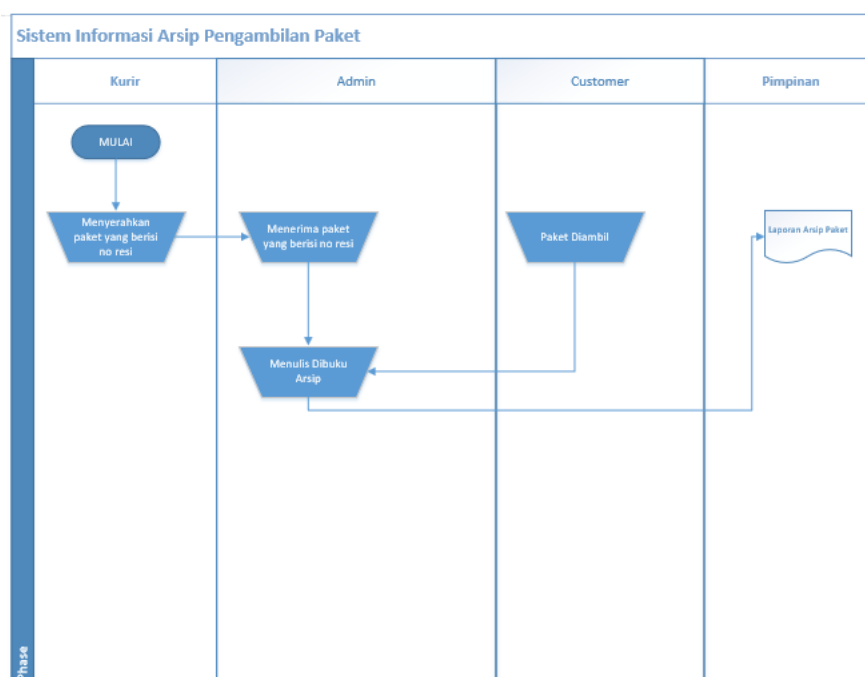 Sistem Informasi Arsip Pengambilan Paket
Kurir
Admin
Customer
Pimpinan
MULAI
Menyerahkan
paket yang berisi
no resi
Menerima paket
yang berisi no resi
Paket Diambil
Laporan Arsip Paket
Menulis Dibuku
Arsip
Phase